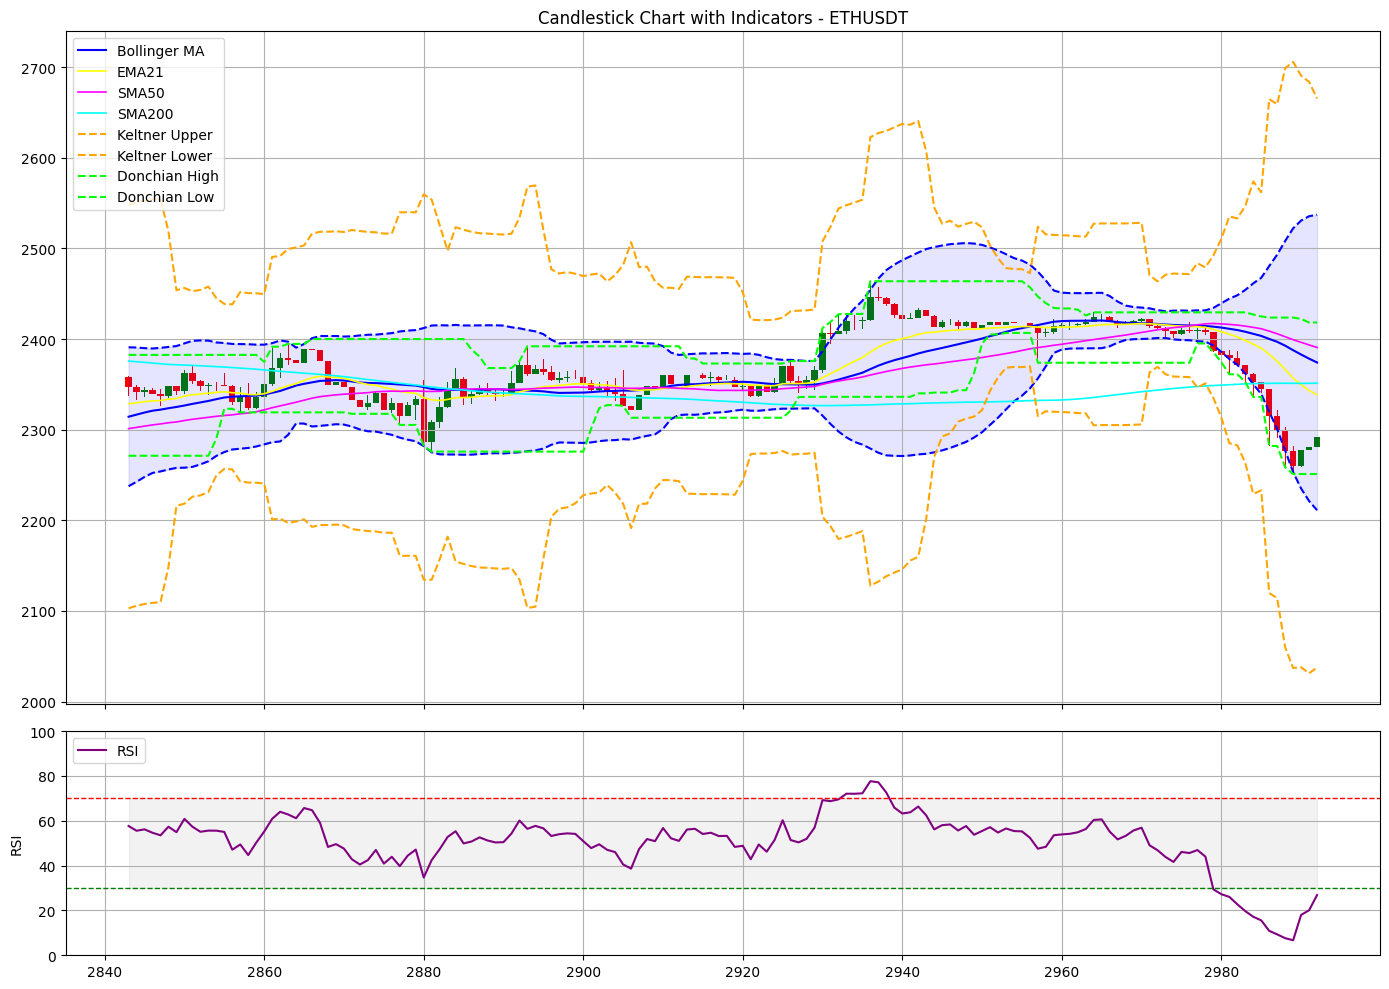 Candlestick Chart with Indicators - ETHUSDT
Bollinger MA
EMA21
SMA50
SMA200
Keltner Upper
Keltner Lower
Donchian High
Donchian Low
2700
2600
2500
2400
2300
2200
2100
2000
RSI
100
80
60
40
20
0
RSI
2840
2860
2880
2900
2920
2940
2960
2980